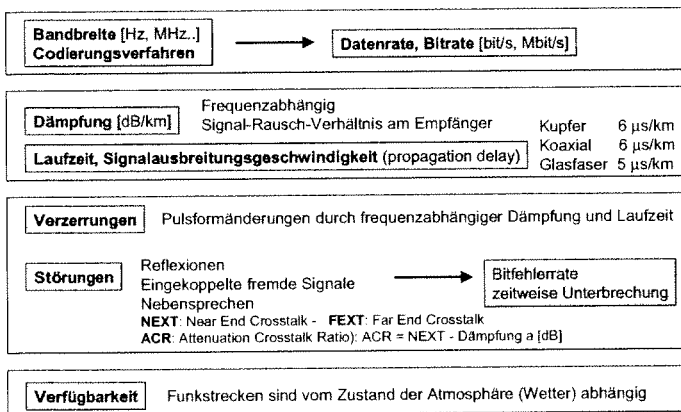 Bandbreite [Hz, MHz..]
Codierungsverfahren
Datenrate, Bitrate [bit/s, Mbit/s]
Dämpfung [dB/km]
Frequenzabhängig
Signal-Rausch-Verhältnis am Empfänger
Laufzeit, Signalausbreitungsgeschwindigkeit (propagation delay)
Kupfer 6 µs/km
Koaxial 6 µs/km
Glasfaser 5 µs/km
Verzerrungen
Pulsformänderungen durch frequenzabhängiger Dämpfung und Laufzeit
Störungen
Reflexionen
Eingekoppelte fremde Signale
Nebensprechen
NEXT: Near End Crosstalk - FEXT: Far End Crosstalk
ACR: Attenuation Crosstalk Ratio): ACR = NEXT - Dämpfung a [dB]
Bitfehlerrate
zeitweise Unterbrechung
Verfügbarkeit
Funkstrecken sind vom Zustand der Atmosphäre (Wetter) abhängig